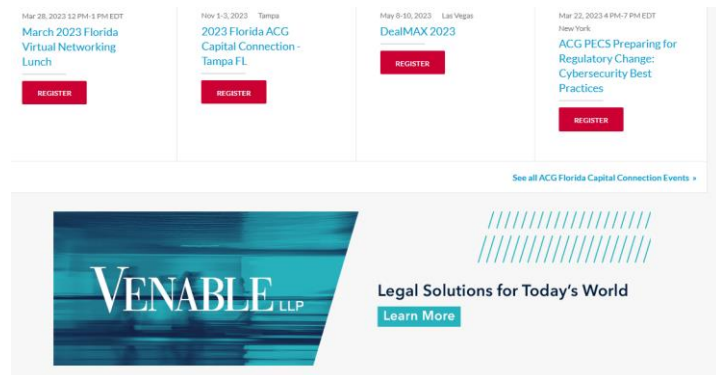 Mar 28, 2023 12 PM-1 PM EDT
March 2023 Florida
Virtual Networking
Lunch
REGISTER
Nov 1-3, 2023 Tampa
2023 Florida ACG
Capital Connection -
Tampa FL
REGISTER
May 8-10, 2023 Las Vegas
DealMAX 2023
REGISTER
Mar 22, 2023 4 PM-7 PM EDT
New York
ACG PECS Preparing for
Regulatory Change:
Cybersecurity Best
Practices
REGISTER
See all ACG Florida Capital Connection Events »
VENABLE LLP
Legal Solutions for Today's World
Learn More